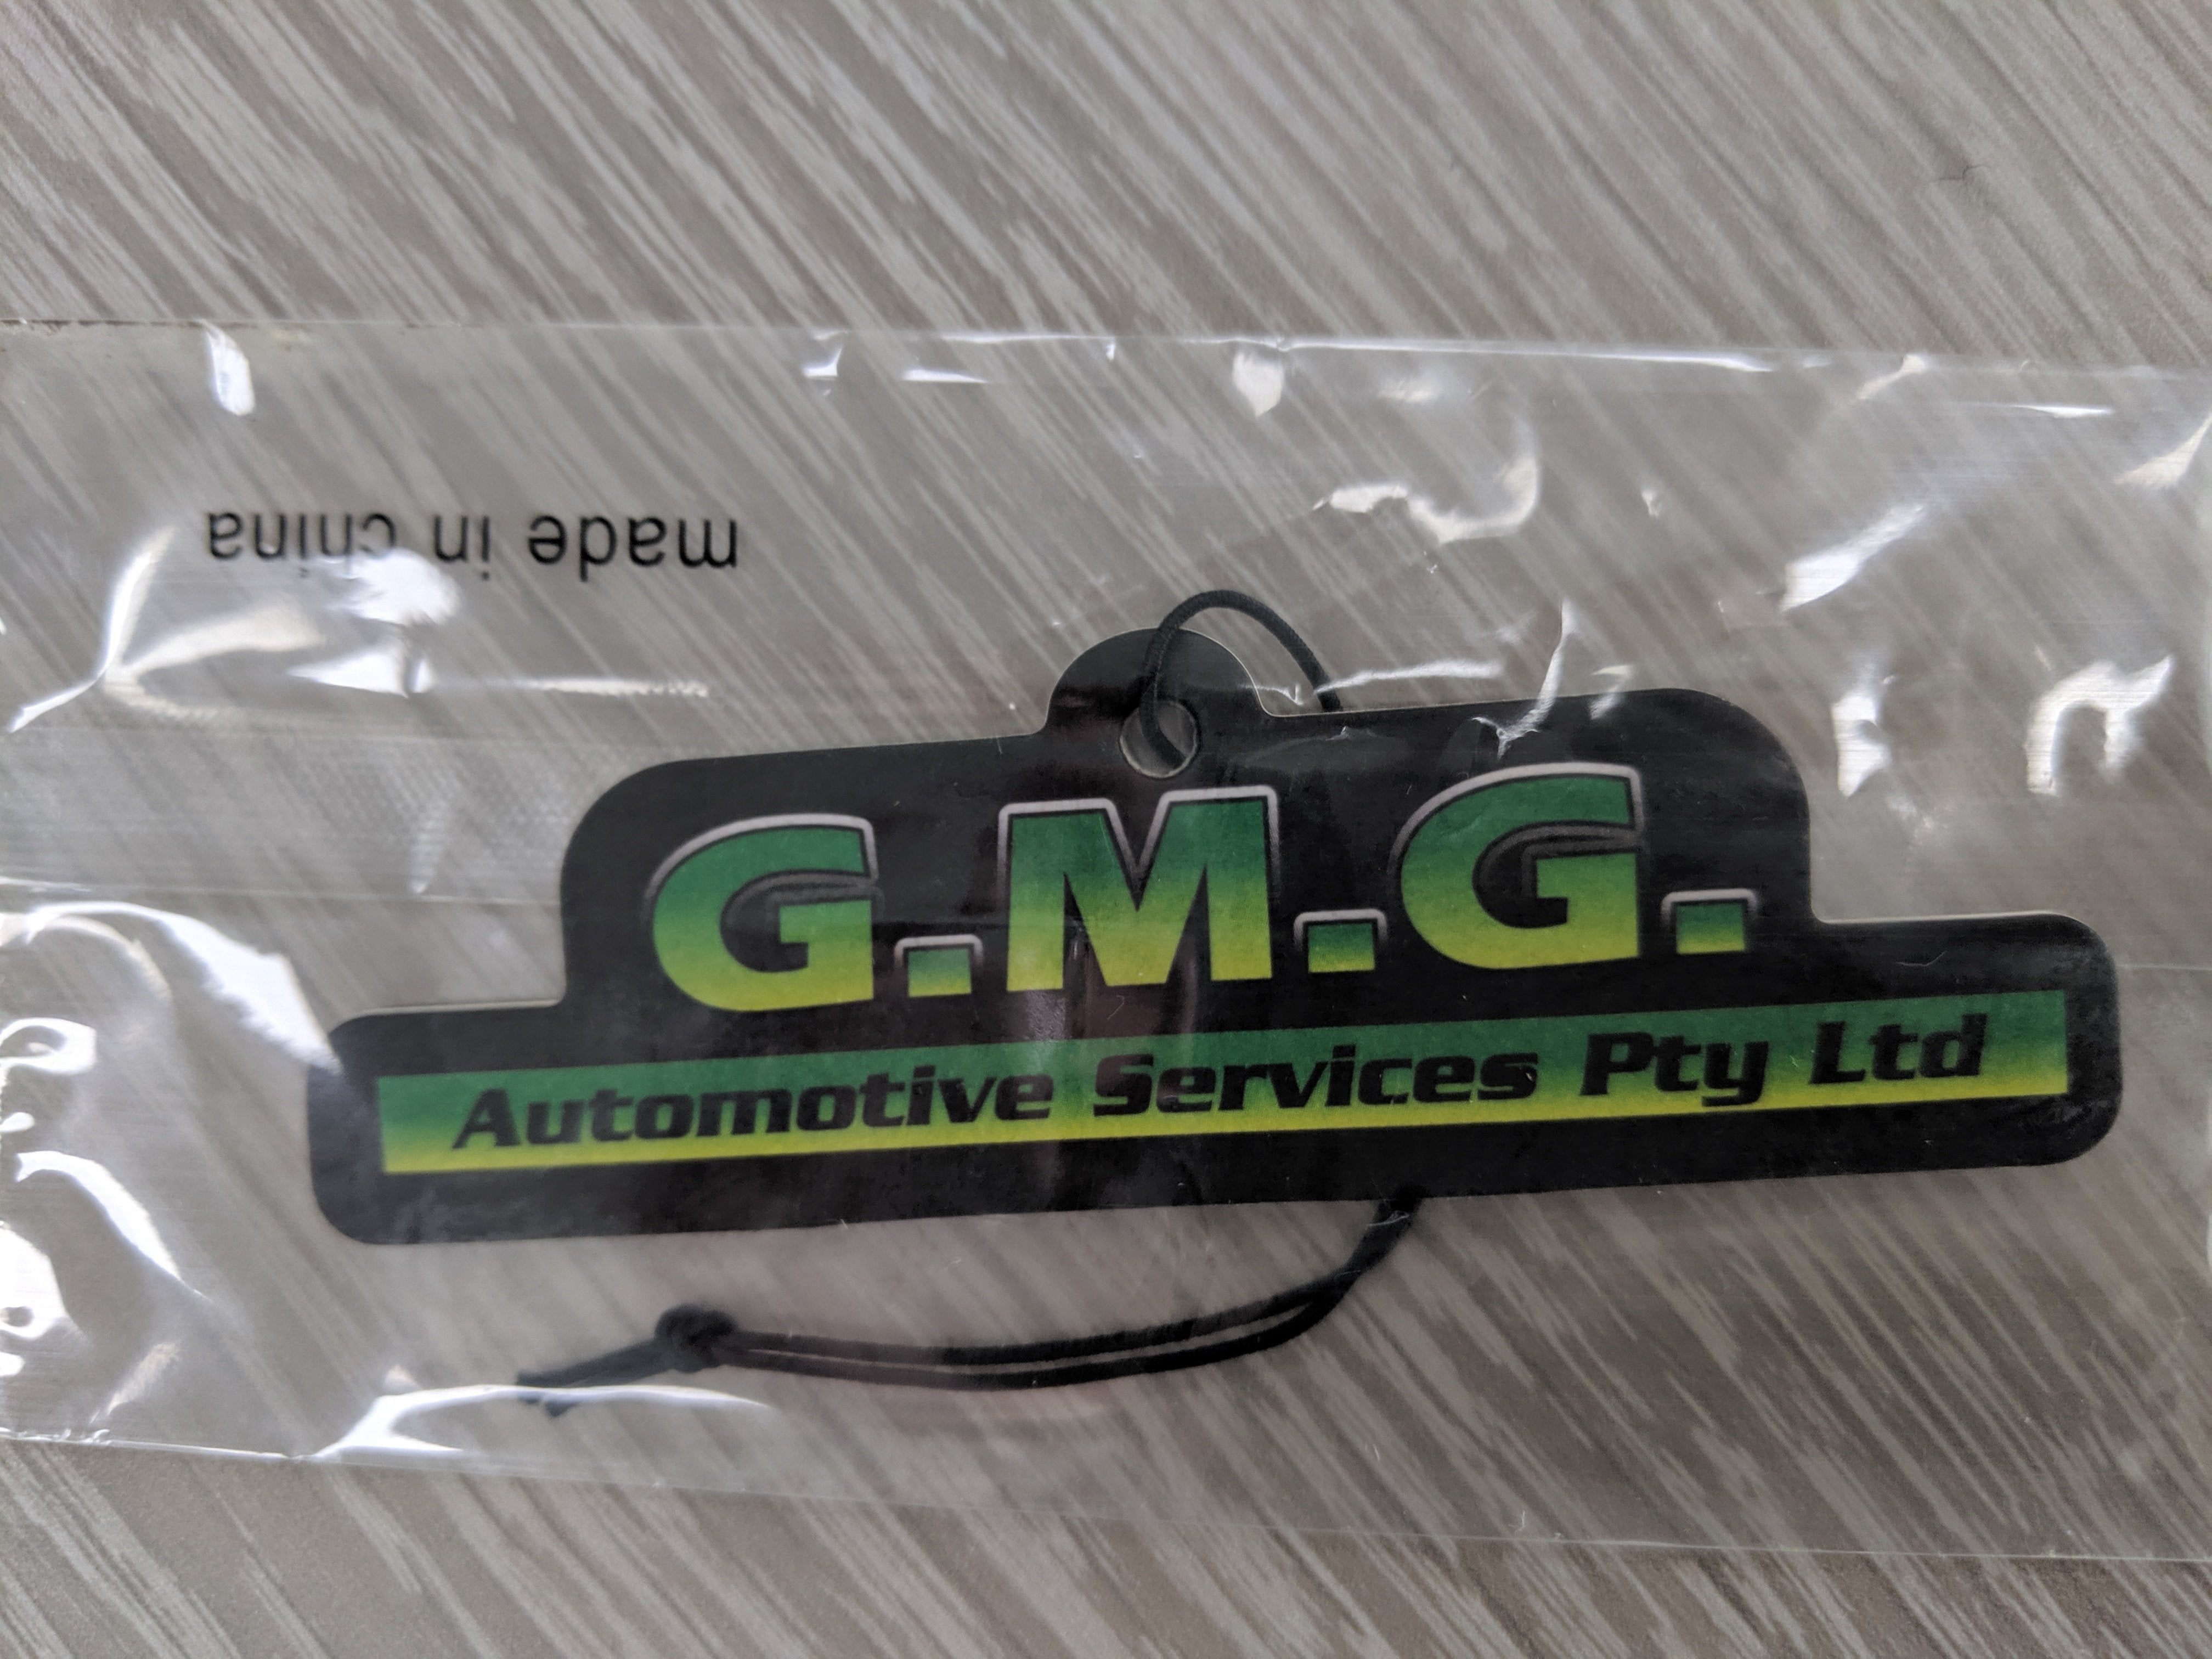 made in china
G.M.G.
Automotive Services Pty Ltd